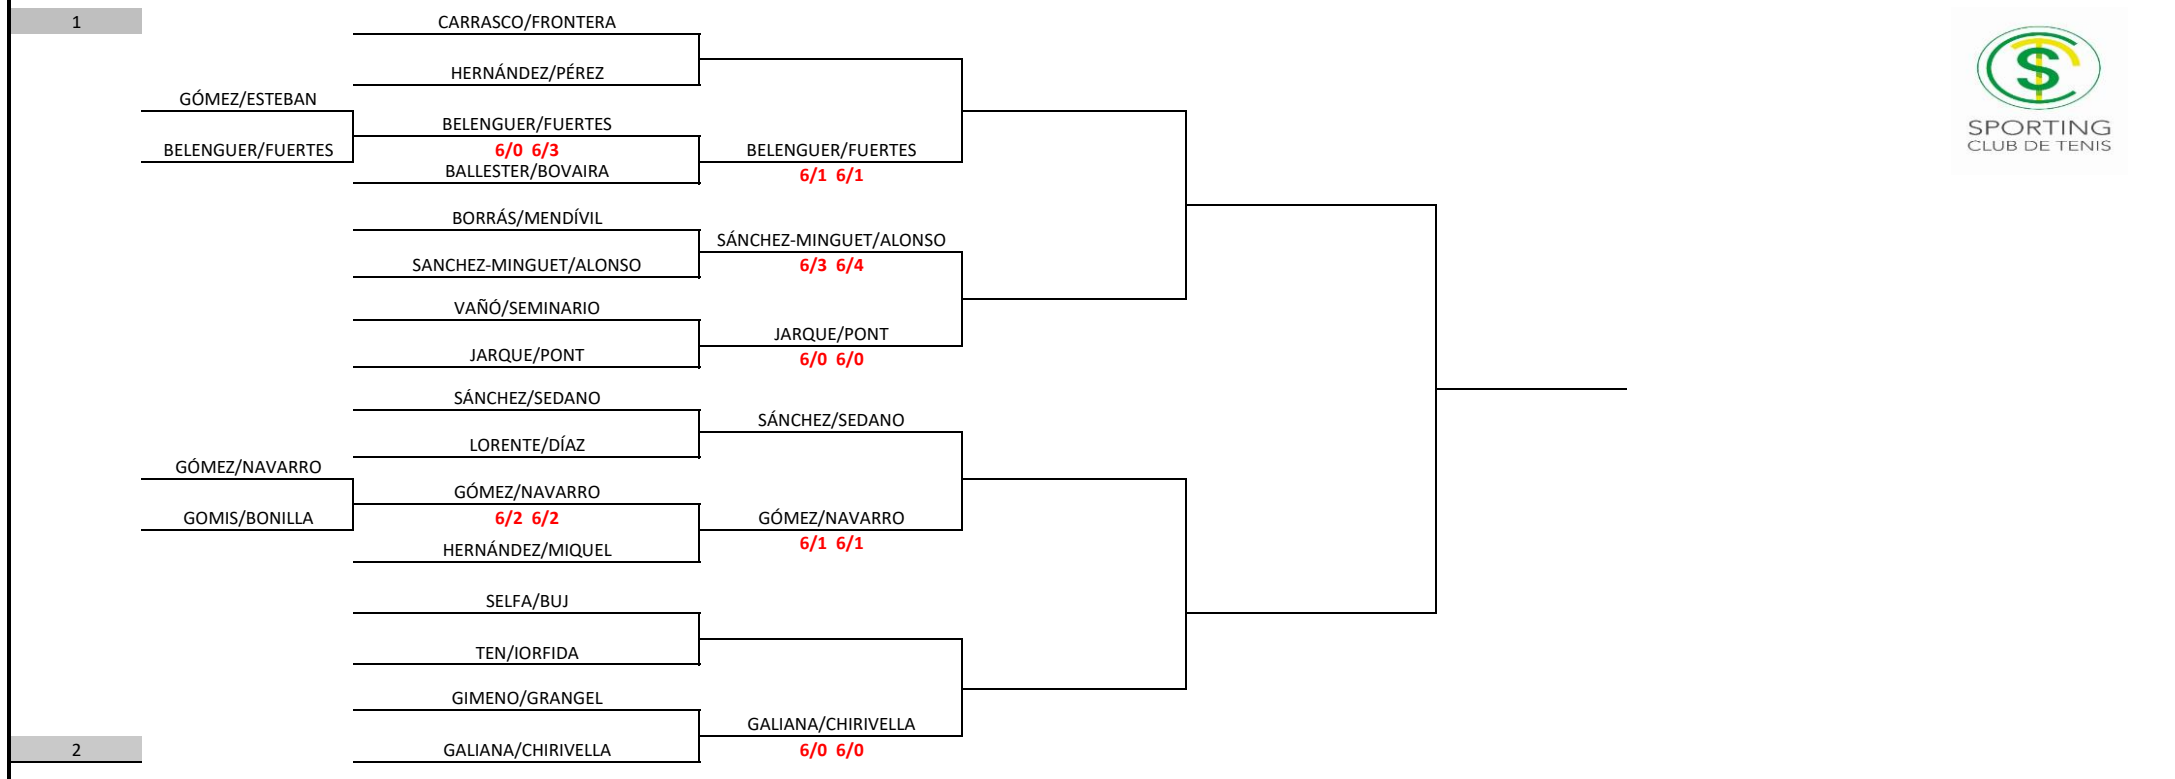 1
CARRASCO/FRONTERA
HERNÁNDEZ/PÉREZ
GÓMEZ/ESTEBAN
BELENGUER/FUERTES
BELENGUER/FUERTES
6/0 6/3
BALLESTER/BOVAIRA
BELENGUER/FUERTES
6/1 6/1
BORRÁS/MENDÍVIL
SANCHEZ-MINGUET/ALONSO
SÁNCHEZ-MINGUET/ALONSO
6/3 6/4
VAÑÓ/SEMINARIO
JARQUE/PONT
JARQUE/PONT
6/0 6/0
SÁNCHEZ/SEDANO
LORENTE/DÍAZ
SÁNCHEZ/SEDANO
GÓMEZ/NAVARRO
GOMIS/BONILLA
GÓMEZ/NAVARRO
6/2 6/2
HERNÁNDEZ/MIQUEL
GÓMEZ/NAVARRO
6/1 6/1
SELFA/BUJ
TEN/IORFIDA
GIMENO/GRANGEL
GALIANA/CHIRIVELLA
GALIANA/CHIRIVELLA
6/0 6/0
2
SPORTING
CLUB DE TENIS